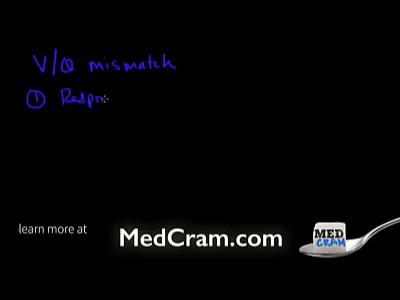 V/Q mismatch
① Respo
learn more at
MedCram.com
MED
CRAM